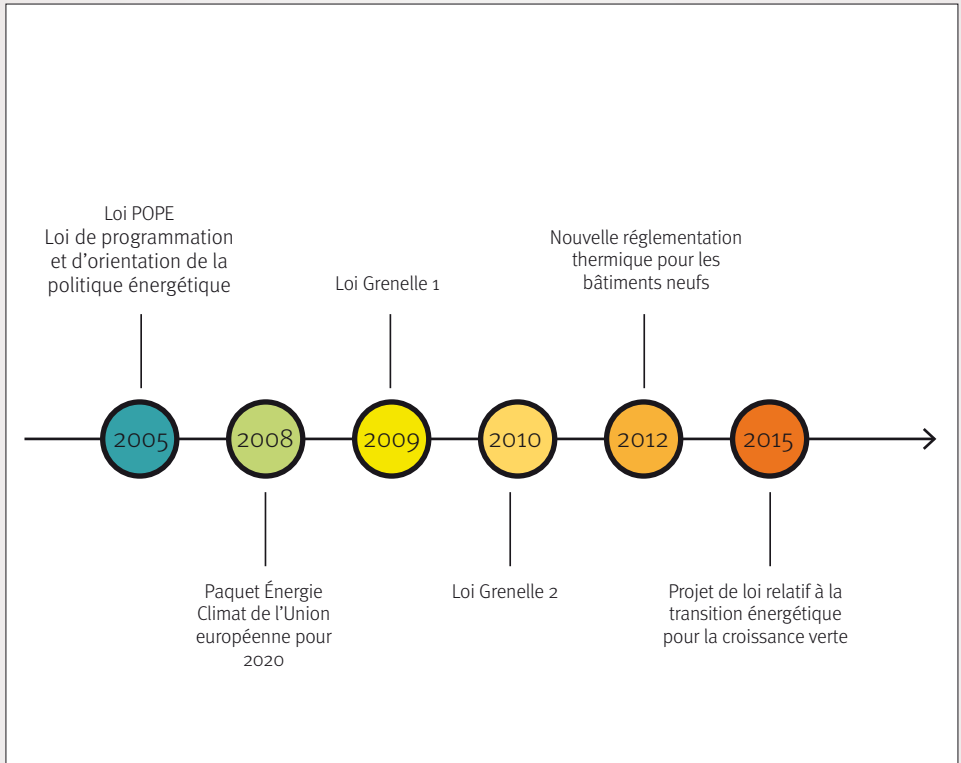 Loi POPE
Loi de programmation
et d'orientation de la
politique énergétique
Loi Grenelle 1
Nouvelle réglementation
thermique pour les
bâtiments neufs
2005
2008
2009
2010
2012
2015
Paquet Énergie
Climat de l'Union
européenne pour
2020
Loi Grenelle 2
Projet de loi relatif à la
transition énergétique
pour la croissance verte